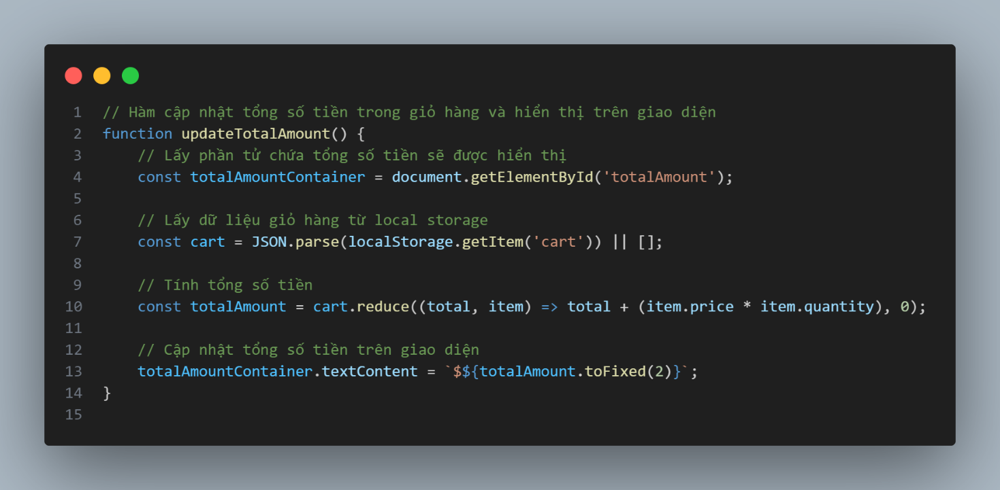 1 // Hàm cập nhật tổng số tiền trong giỏ hàng và hiển thị trên giao diện
2 function updateTotalAmount() {
3 // Lấy phần tử chứa tổng số tiền sẽ được hiển thị
4 const totalAmountContainer = document.getElementById('totalAmount');
5
6 // Lấy dữ liệu giỏ hàng từ local storage
7 const cart = JSON.parse(localStorage.getItem('cart')) || [];
8
9 // Tính tổng số tiền
10 const totalAmount = cart.reduce((total, item) => total + (item.price * item.quantity), 0);
11
12 // Cập nhật tổng số tiền trên giao diện
13 totalAmountContainer.textContent = `$${totalAmount.toFixed(2)}`;
14 }
15